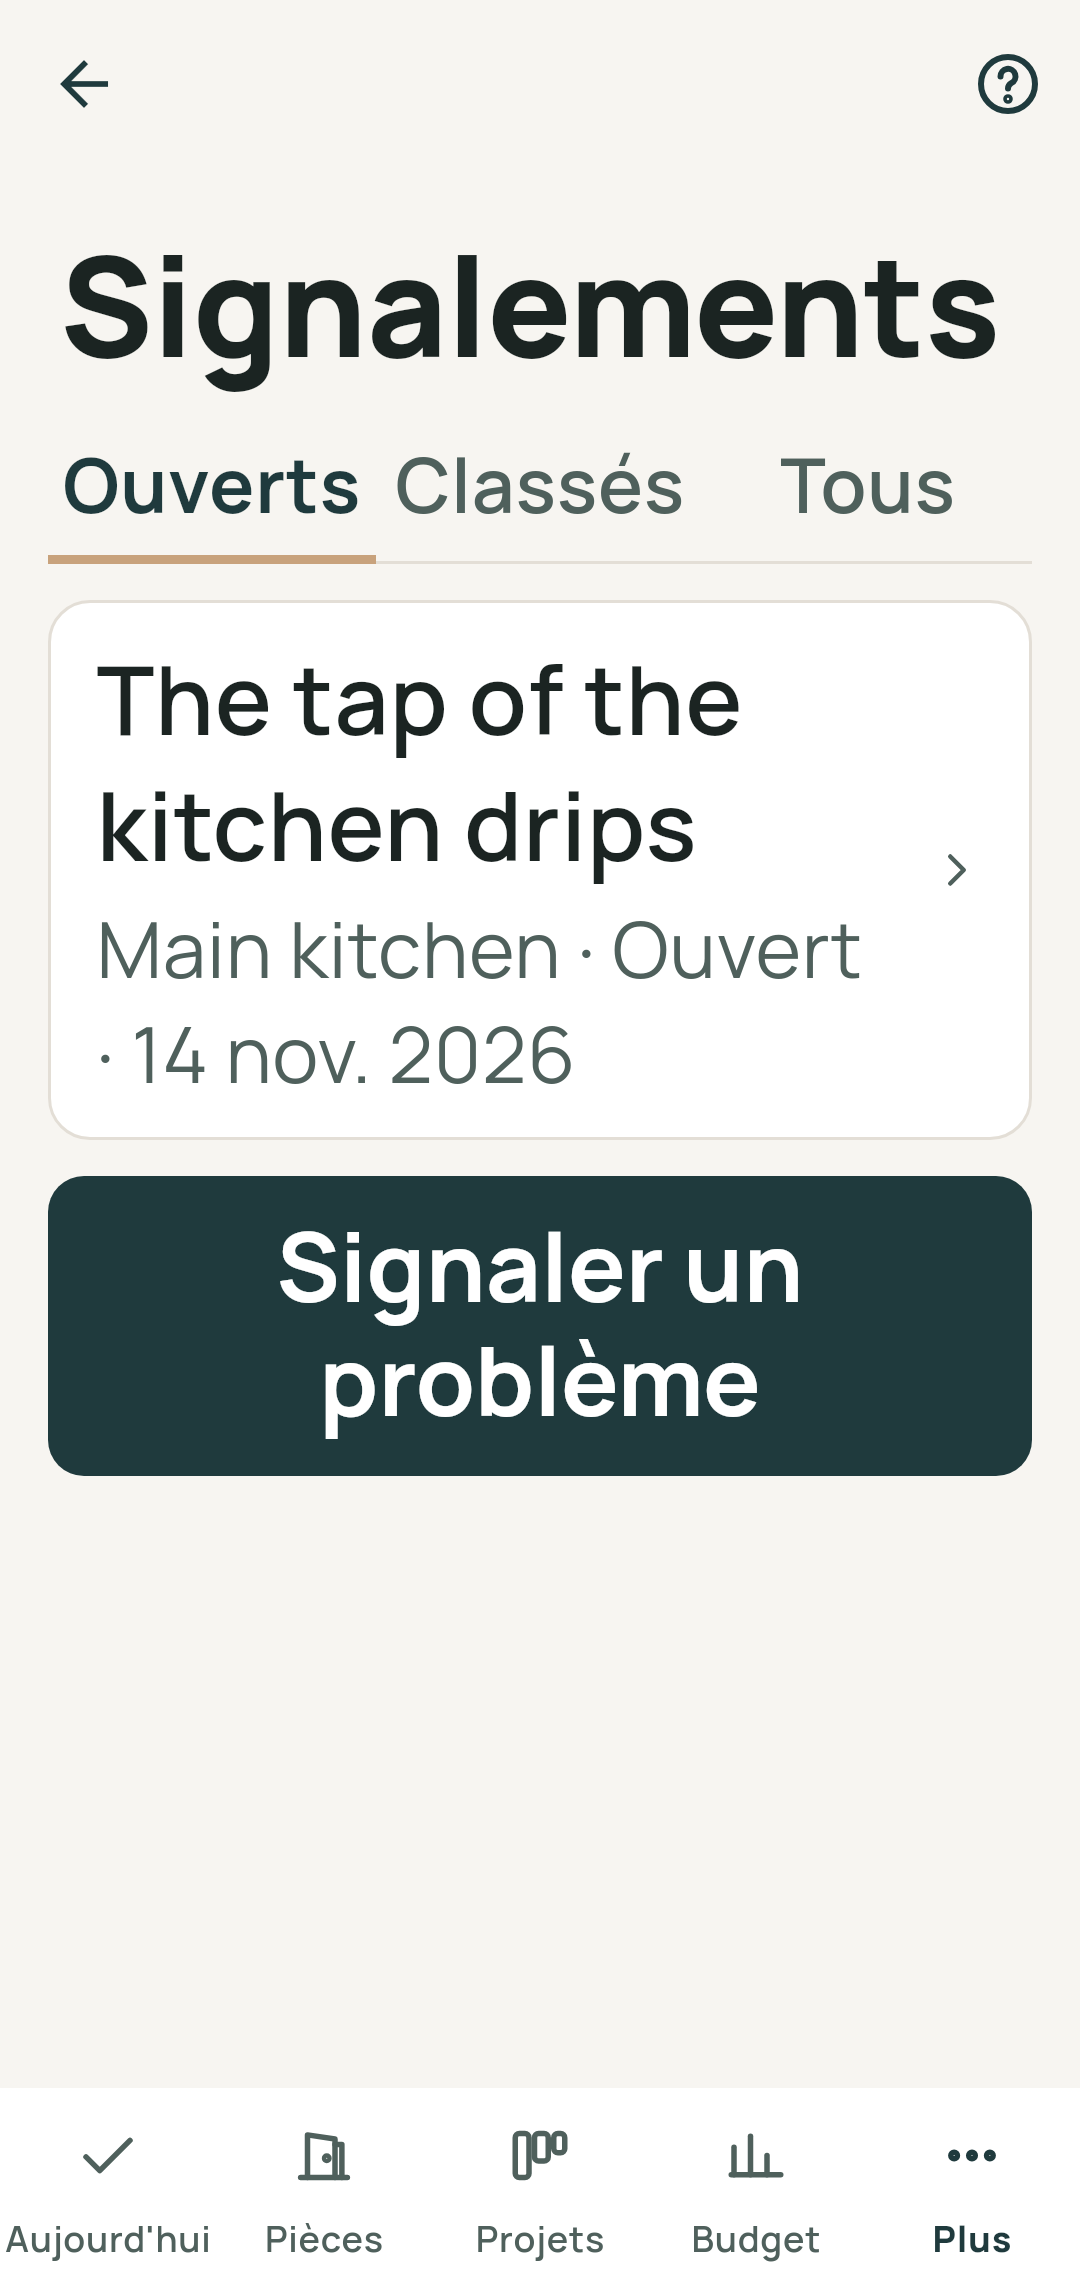 Signalements
Ouverts Classés Tous
The tap of the
kitchen drips
Main kitchen · Ouvert
· 14 nov. 2026
Signaler un
problème
Aujourd'hui Pièces Projets Budget Plus